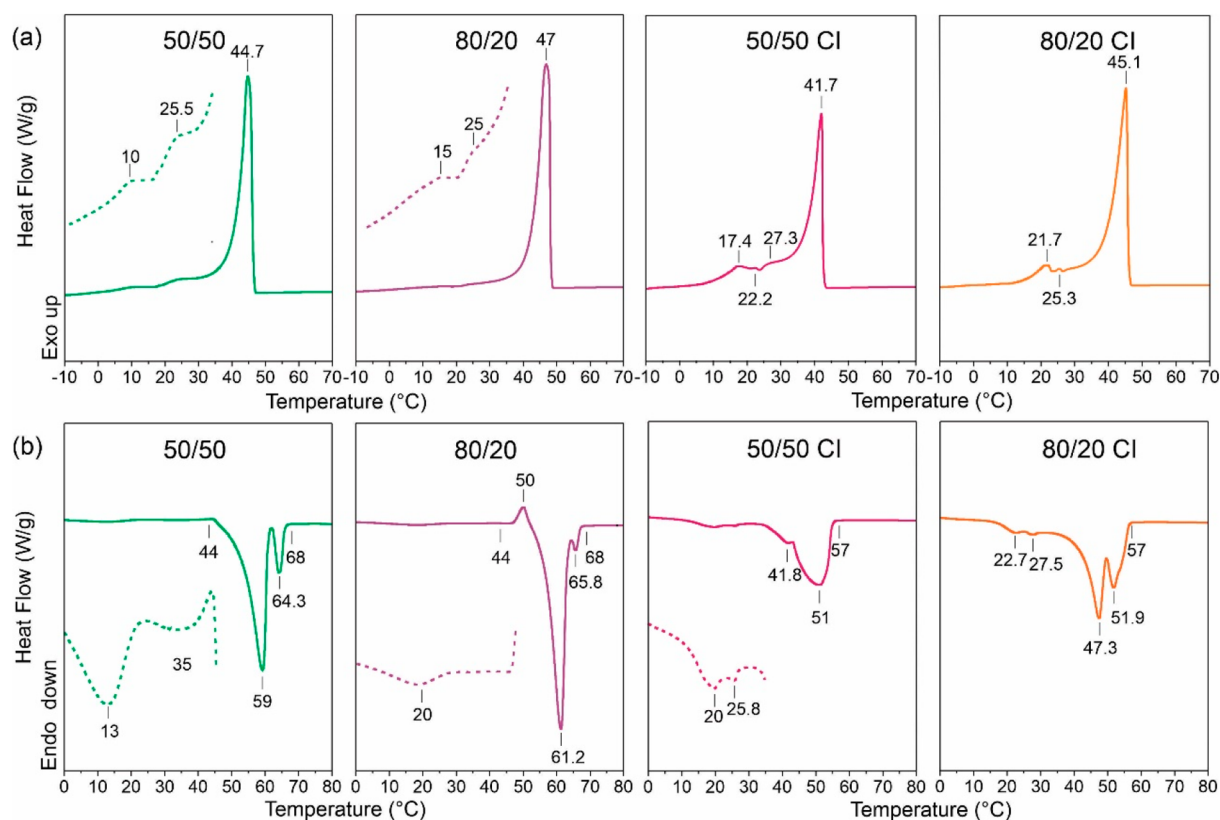 (a)
50/50
80/20
50/50 CI
80/20 CI
Heat Flow (W/g)
Exo up
44.7
25.5
10
47
25
15
41.7
17.4
27.3
22.2
45.1
21.7
25.3
-10 0 10 20 30 40 50 60 70
-10 0 10 20 30 40 50 60 70
-10 0 10 20 30 40 50 60 70
-10 0 10 20 30 40 50 60 70
Temperature (°C)
Temperature (°C)
Temperature (°C)
Temperature (°C)
(b)
50/50
80/20
50/50 CI
80/20 CI
Heat Flow (W/g)
Endo down
44
68
64.3
35
59
13
50
44
68
65.8
20
61.2
41.8
57
51
20
25.8
22.7
27.5
57
51.9
47.3
0 10 20 30 40 50 60 70 80
0 10 20 30 40 50 60 70 80
0 10 20 30 40 50 60 70 80
0 10 20 30 40 50 60 70 80
Temperature (°C)
Temperature (°C)
Temperature (°C)
Temperature (°C)